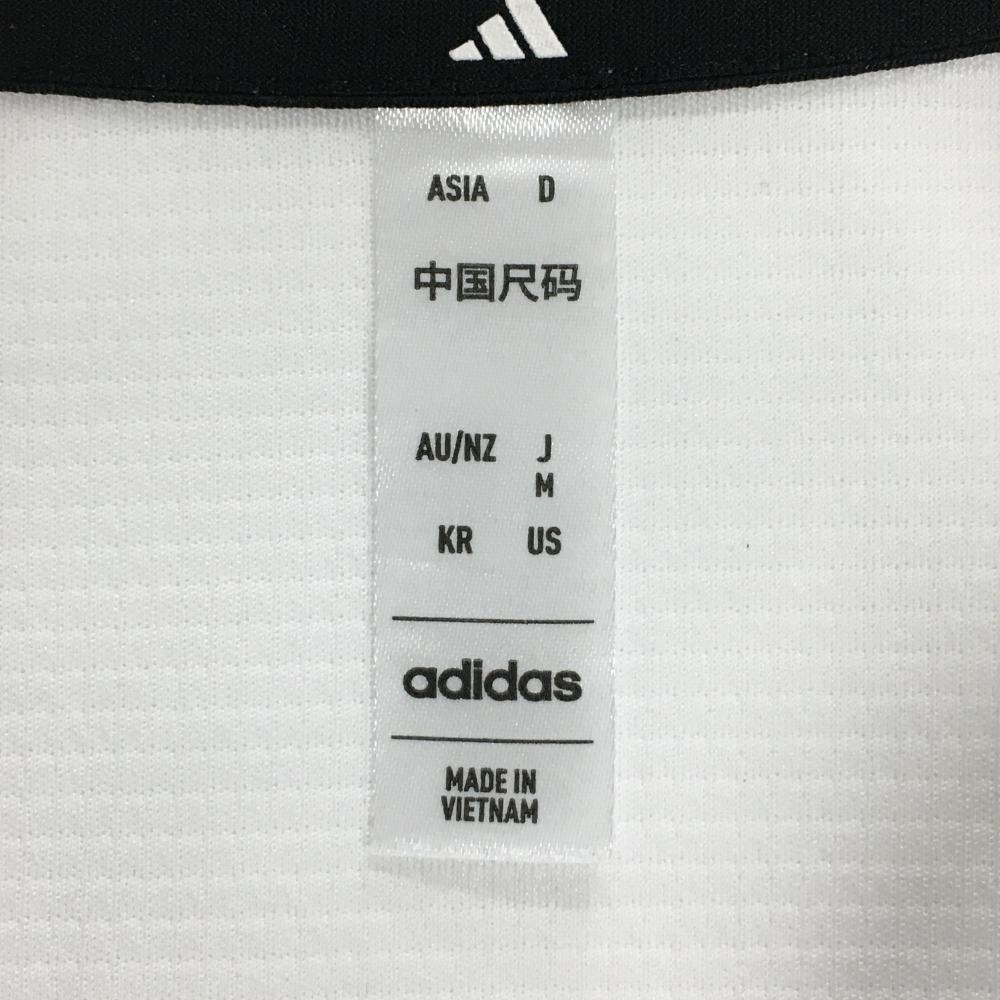 ASIA D
中国尺码
AU/NZ J
M
KR US
adidas
MADE IN
VIETNAM